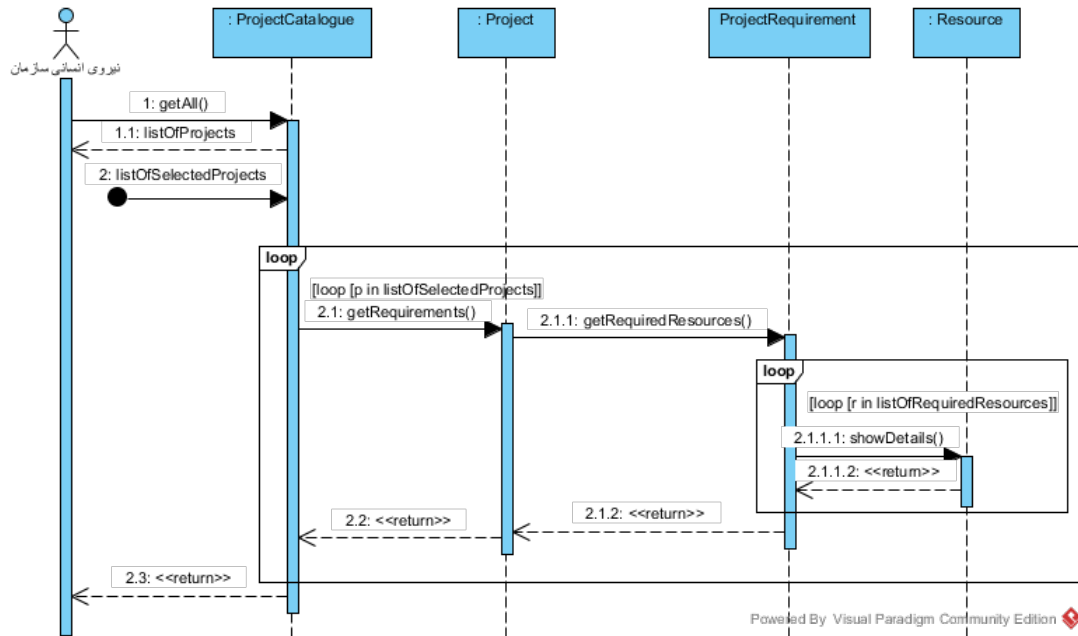 : ProjectCatalogue
: Project
ProjectRequirement
: Resource
نیروی انسانی سازمان
1: getAll()
1.1: listOfProjects
2: listOfSelectedProjects
loop
[loop [p in listOfSelectedProjects]]
2.1: getRequirements()
2.1.1: getRequiredResources()
loop
[loop [r in listOfRequiredResources]]
2.1.1.1: showDetails()
2.1.1.2: <<return>>
2.1.2: <<return>>
2.2: <<return>>
2.3: <<return>>
Powered By Visual Paradigm Community Edition